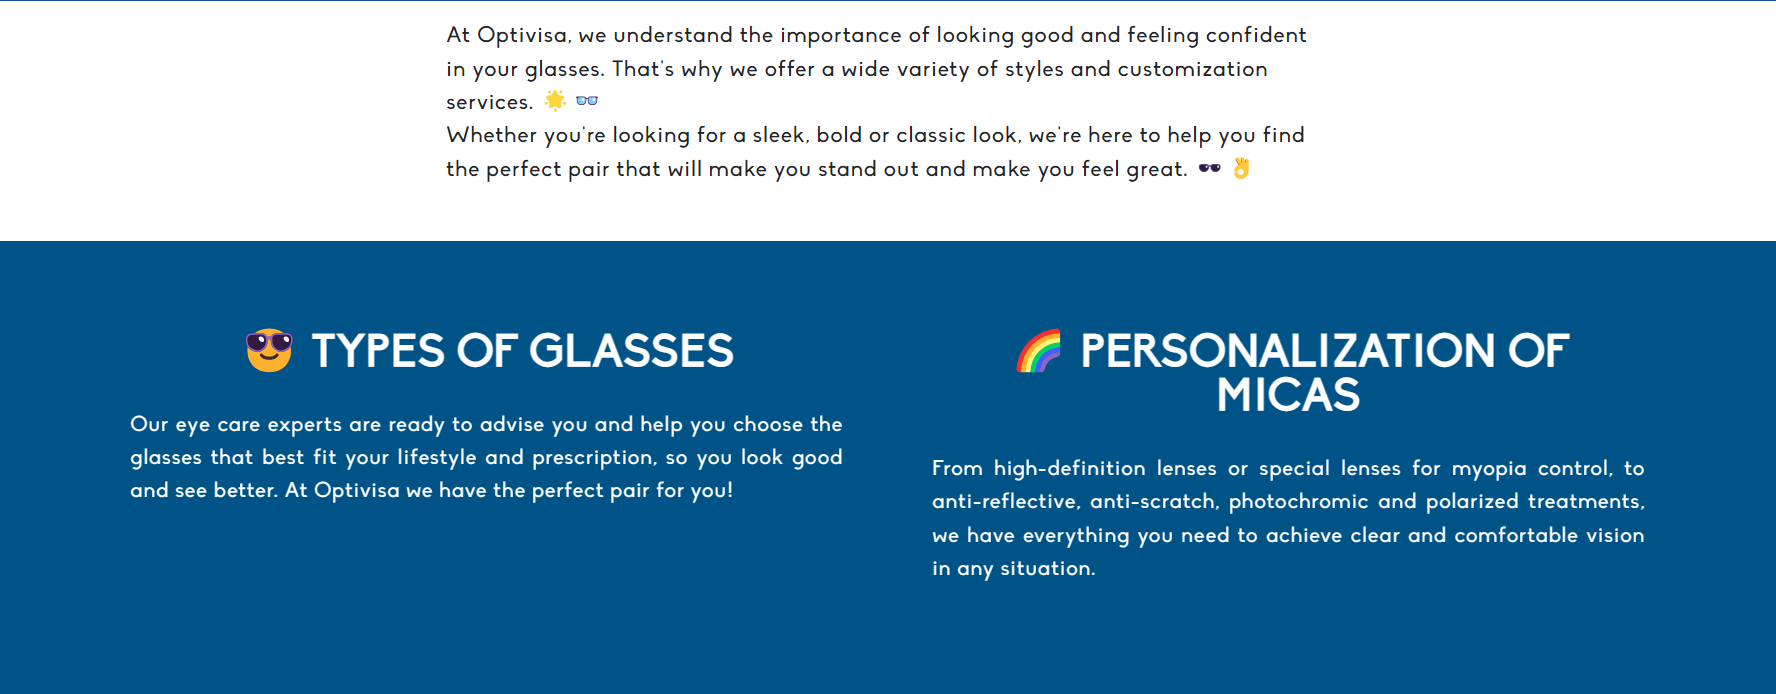 At Optivisa, we understand the importance of looking good and feeling confident
in your glasses. That's why we offer a wide variety of styles and customization
services. 🌟 👓
Whether you're looking for a sleek, bold or classic look, we're here to help you find
the perfect pair that will make you stand out and make you feel great. 🕶️ 👌
😎 TYPES OF GLASSES
Our eye care experts are ready to advise you and help you choose the
glasses that best fit your lifestyle and prescription, so you look good
and see better. At Optivisa we have the perfect pair for you!
🌈 PERSONALIZATION OF
MICAS
From high-definition lenses or special lenses for myopia control, to
anti-reflective, anti-scratch, photochromic and polarized treatments,
we have everything you need to achieve clear and comfortable vision
in any situation.